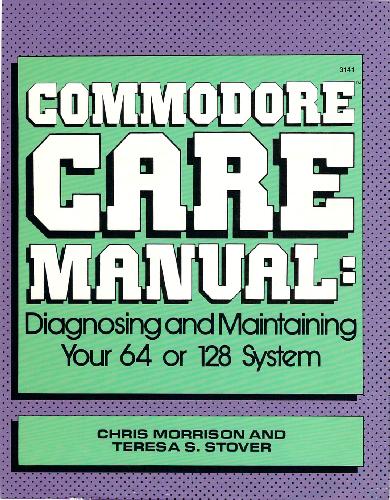 3141
COMMODORE™
CARE
MANUAL:
Diagnosing and Maintaining
Your 64 or 128 System
CHRIS MORRISON AND
TERESA S. STOVER